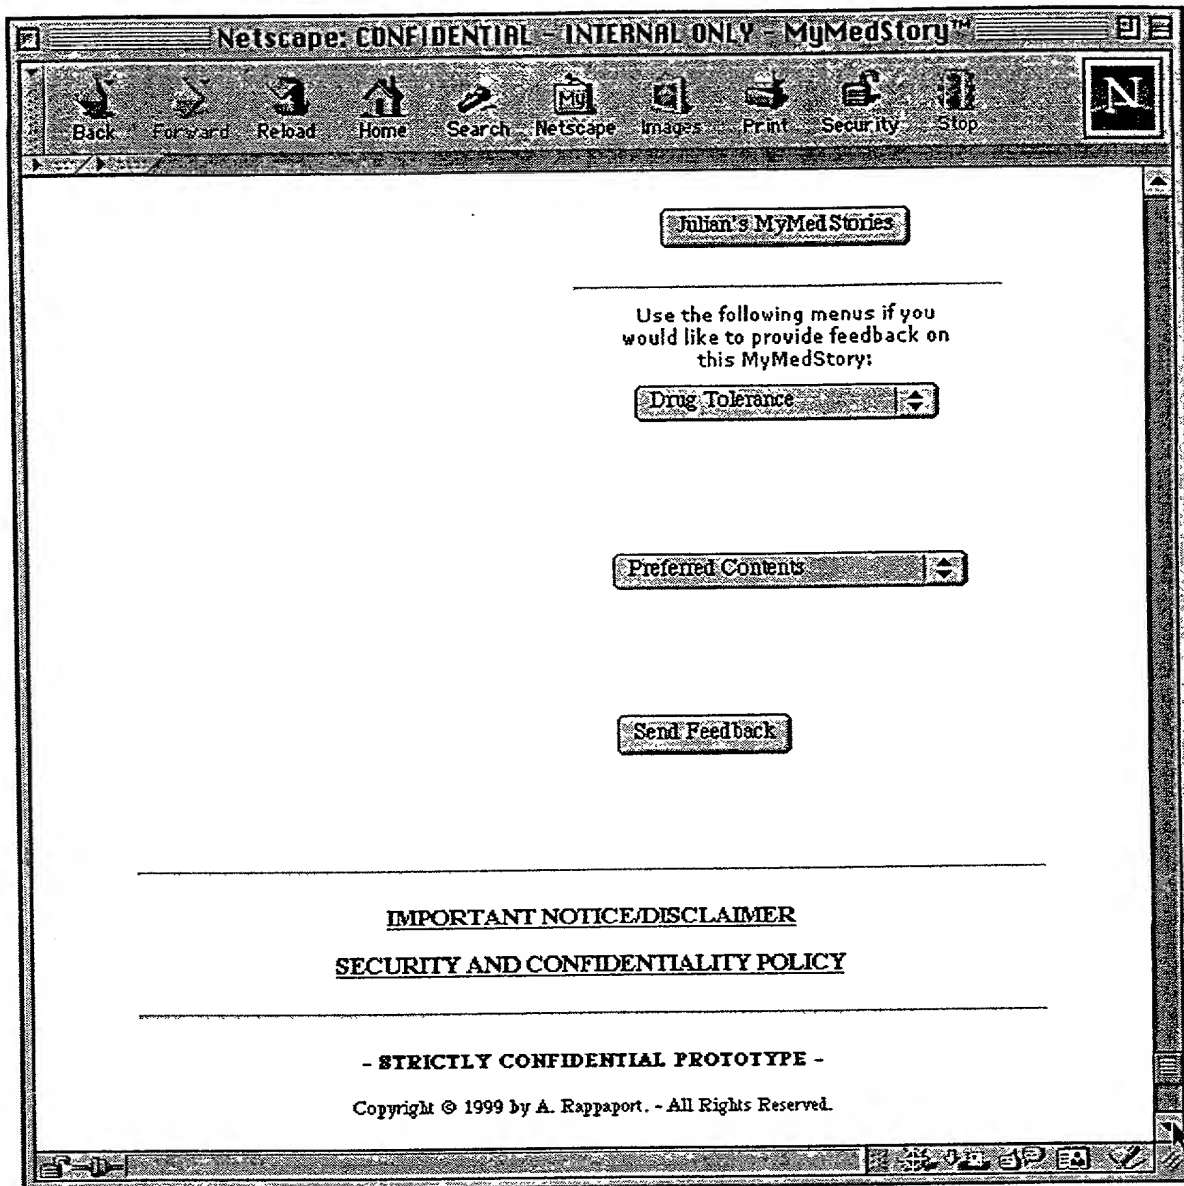 Netscape: CONFIDENTIAL - INTERNAL ONLY - MyMedStory™
Back Forward Reload Home Search Netscape Images Print Security Stop
My
N
Julian's MyMedStories
Use the following menus if you
would like to provide feedback on
this MyMedStory:
Drug Tolerance
Preferred Contents
Send Feedback
IMPORTANT NOTICE/DISCLAIMER
SECURITY AND CONFIDENTIALITY POLICY
- STRICTLY CONFIDENTIAL PROTOTYPE -
Copyright © 1999 by A. Rappaport. - All Rights Reserved.